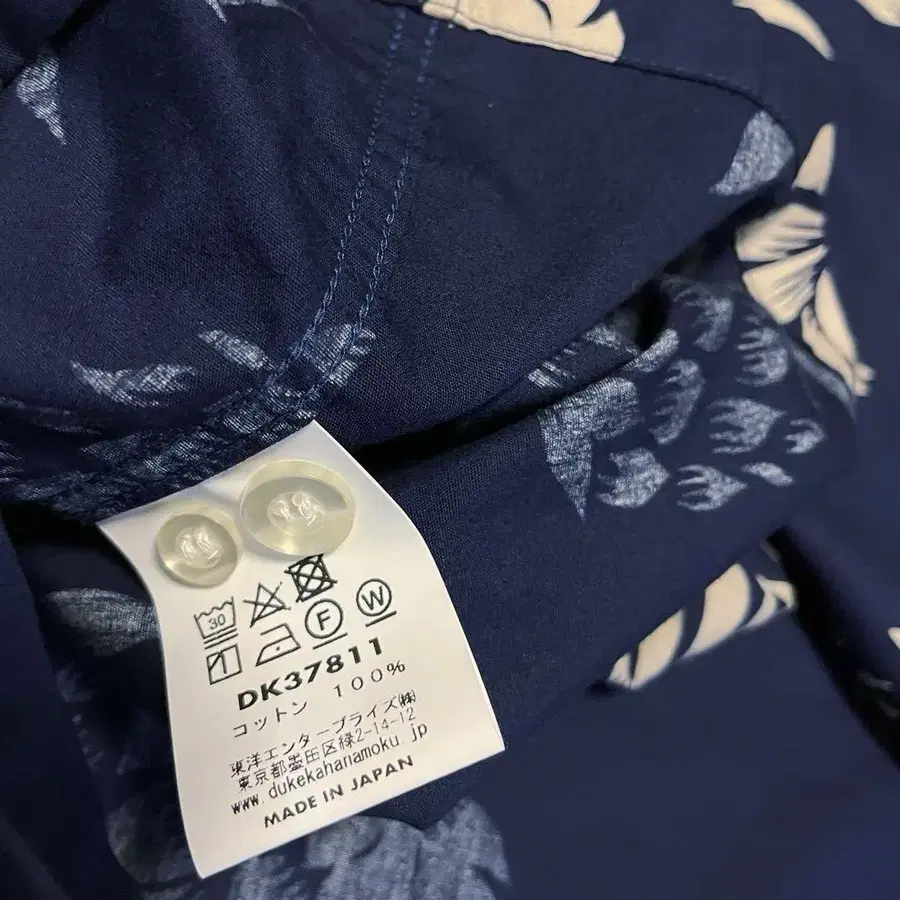 30
F W
DK37811
コットン 100%
東洋エンタープライズ㈱
東京都墨田区緑2-14-12
www.dukekahanamoku.jp
MADE IN JAPAN